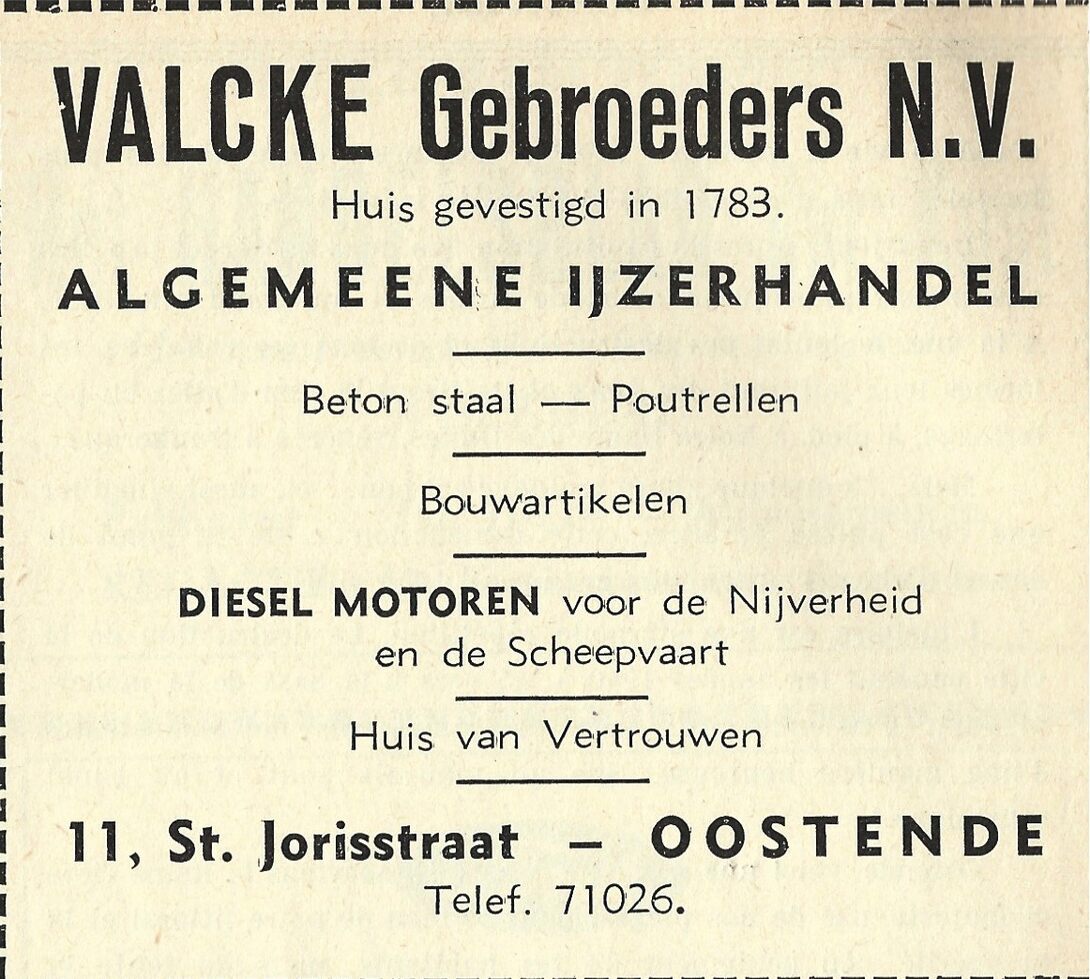 VALCKE Gebroeders N.V.
Huis gevestigd in 1783.
ALGEMEENE IJZERHANDEL
Beton staal — Poutrellen
Bouwartikelen
DIESEL MOTOREN voor de Nijverheid
en de Scheepvaart
Huis van Vertrouwen
11, St. Jorisstraat — OOSTENDE
Telef. 71026.